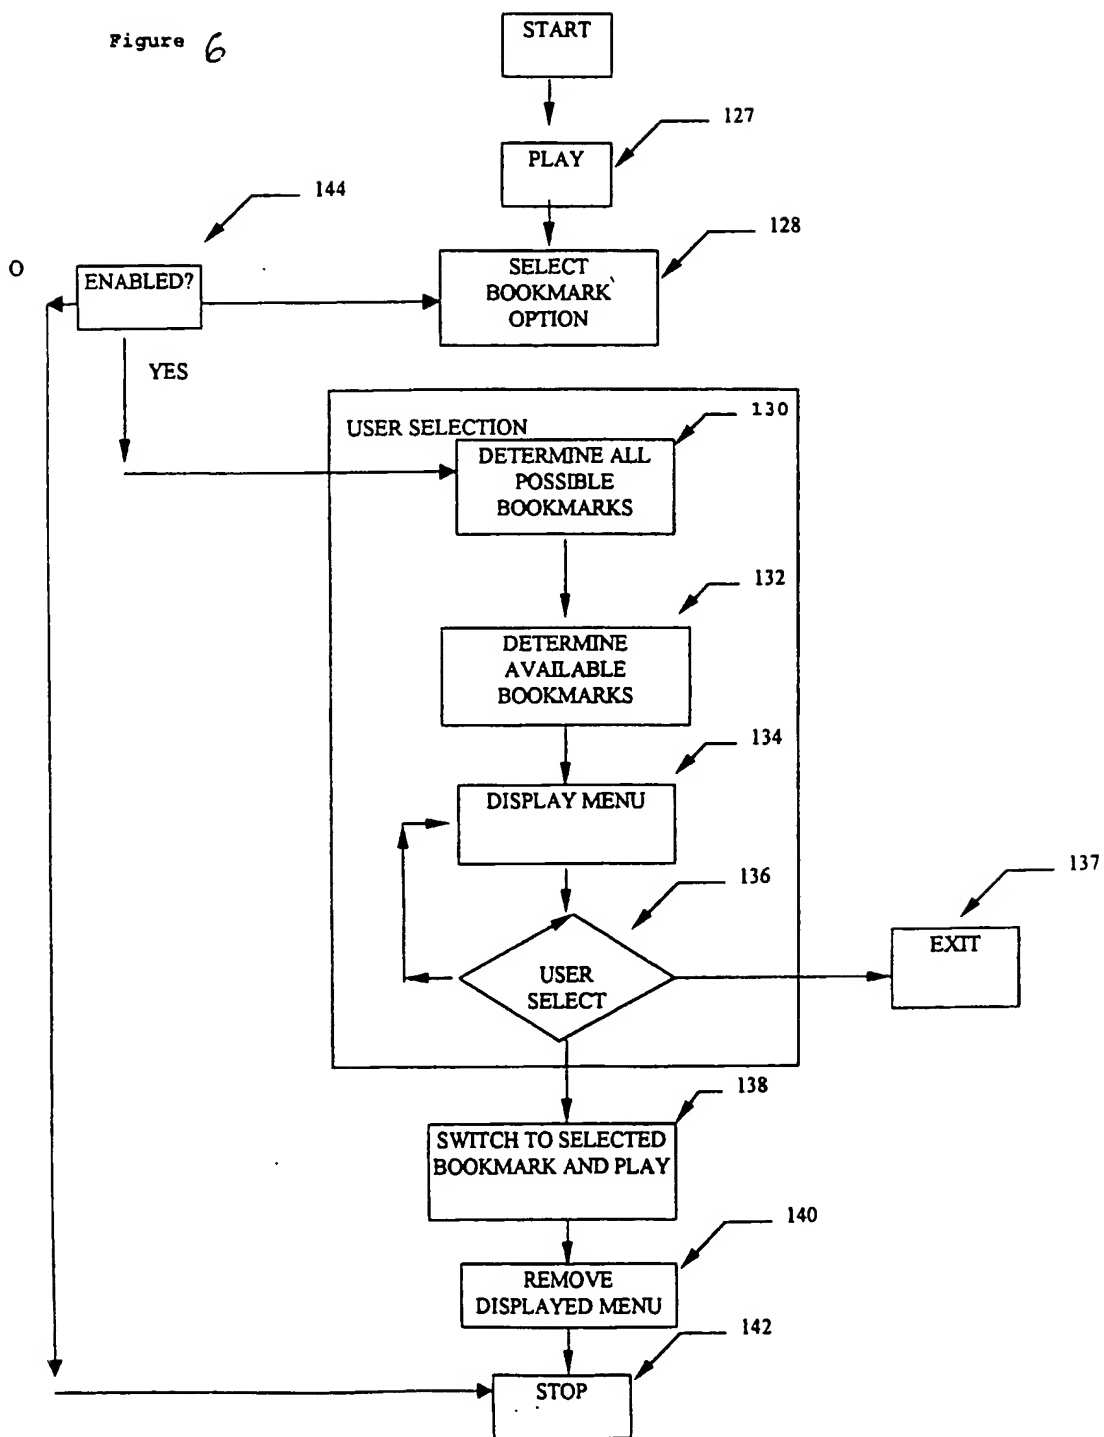 Figure 6
START
127
PLAY
144
128
O
ENABLED?
SELECT
BOOKMARK
OPTION
YES
130
USER SELECTION
DETERMINE ALL
POSSIBLE
BOOKMARKS
132
DETERMINE
AVAILABLE
BOOKMARKS
134
DISPLAY MENU
136
137
EXIT
USER
SELECT
138
SWITCH TO SELECTED
BOOKMARK AND PLAY
140
REMOVE
DISPLAYED MENU
142
STOP